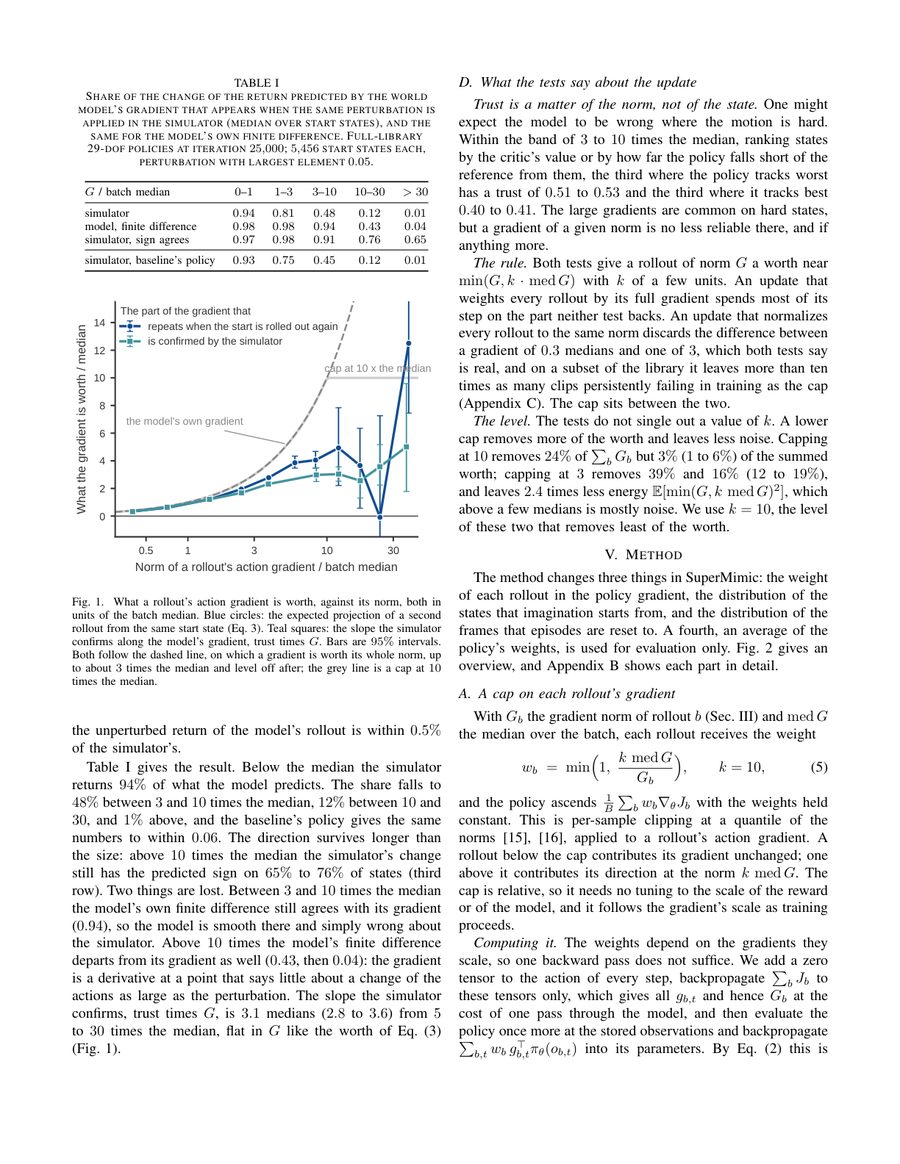 TABLE I
SHARE OF THE CHANGE OF THE RETURN PREDICTED BY THE WORLD
MODEL'S GRADIENT THAT APPEARS WHEN THE SAME PERTURBATION IS
APPLIED IN THE SIMULATOR (MEDIAN OVER START STATES), AND THE
SAME FOR THE MODEL'S OWN FINITE DIFFERENCE. FULL-LIBRARY
29-DOF POLICIES AT ITERATION 25,000; 5,456 START STATES EACH,
PERTURBATION WITH LARGEST ELEMENT 0.05.
G / batch median 0–1 1–3 3–10 10–30 > 30
simulator 0.94 0.81 0.48 0.12 0.01
model, finite difference 0.98 0.98 0.94 0.43 0.04
simulator, sign agrees 0.97 0.98 0.91 0.76 0.65
simulator, baseline's policy 0.93 0.75 0.45 0.12 0.01
The part of the gradient that
repeats when the start is rolled out again
is confirmed by the simulator
cap at 10 x the median
the model's own gradient
What the gradient is worth / median
14
12
10
8
6
4
2
0
0.5 1 3 10 30
Norm of a rollout's action gradient / batch median
Fig. 1. What a rollout's action gradient is worth, against its norm, both in
units of the batch median. Blue circles: the expected projection of a second
rollout from the same start state (Eq. 3). Teal squares: the slope the simulator
confirms along the model's gradient, trust times G. Bars are 95% intervals.
Both follow the dashed line, on which a gradient is worth its whole norm, up
to about 3 times the median and level off after; the grey line is a cap at 10
times the median.
the unperturbed return of the model's rollout is within 0.5%
of the simulator's.
Table I gives the result. Below the median the simulator
returns 94% of what the model predicts. The share falls to
48% between 3 and 10 times the median, 12% between 10 and
30, and 1% above, and the baseline's policy gives the same
numbers to within 0.06. The direction survives longer than
the size: above 10 times the median the simulator's change
still has the predicted sign on 65% to 76% of states (third
row). Two things are lost. Between 3 and 10 times the median
the model's own finite difference still agrees with its gradient
(0.94), so the model is smooth there and simply wrong about
the simulator. Above 10 times the model's finite difference
departs from its gradient as well (0.43, then 0.04): the gradient
is a derivative at a point that says little about a change of the
actions as large as the perturbation. The slope the simulator
confirms, trust times G, is 3.1 medians (2.8 to 3.6) from 5
to 30 times the median, flat in G like the worth of Eq. (3)
(Fig. 1).
D. What the tests say about the update
Trust is a matter of the norm, not of the state. One might
expect the model to be wrong where the motion is hard.
Within the band of 3 to 10 times the median, ranking states
by the critic's value or by how far the policy falls short of the
reference from them, the third where the policy tracks worst
has a trust of 0.51 to 0.53 and the third where it tracks best
0.40 to 0.41. The large gradients are common on hard states,
but a gradient of a given norm is no less reliable there, and if
anything more.
The rule. Both tests give a rollout of norm G a worth near
min(G, k · med G) with k of a few units. An update that
weights every rollout by its full gradient spends most of its
step on the part neither test backs. An update that normalizes
every rollout to the same norm discards the difference between
a gradient of 0.3 medians and one of 3, which both tests say
is real, and on a subset of the library it leaves more than ten
times as many clips persistently failing in training as the cap
(Appendix C). The cap sits between the two.
The level. The tests do not single out a value of k. A lower
cap removes more of the worth and leaves less noise. Capping
at 10 removes 24% of ∑_b G_b but 3% (1 to 6%) of the summed
worth; capping at 3 removes 39% and 16% (12 to 19%),
and leaves 2.4 times less energy 𝔼[min(G, k med G)²], which
above a few medians is mostly noise. We use k = 10, the level
of these two that removes least of the worth.
V. METHOD
The method changes three things in SuperMimic: the weight
of each rollout in the policy gradient, the distribution of the
states that imagination starts from, and the distribution of the
frames that episodes are reset to. A fourth, an average of the
policy's weights, is used for evaluation only. Fig. 2 gives an
overview, and Appendix B shows each part in detail.
A. A cap on each rollout's gradient
With G_b the gradient norm of rollout b (Sec. III) and med G
the median over the batch, each rollout receives the weight
w_b = min(1, k med G / G_b), k = 10, (5)
and the policy ascends 1/B ∑_b w_b∇_θJ_b with the weights held
constant. This is per-sample clipping at a quantile of the
norms [15], [16], applied to a rollout's action gradient. A
rollout below the cap contributes its gradient unchanged; one
above it contributes its direction at the norm k med G. The
cap is relative, so it needs no tuning to the scale of the reward
or of the model, and it follows the gradient's scale as training
proceeds.
Computing it. The weights depend on the gradients they
scale, so one backward pass does not suffice. We add a zero
tensor to the action of every step, backpropagate ∑_b J_b to
these tensors only, which gives all g_{b,t} and hence G_b at the
cost of one pass through the model, and then evaluate the
policy once more at the stored observations and backpropagate
∑_{b,t} w_b g_{b,t}^⊤ π_θ(o_{b,t}) into its parameters. By Eq. (2) this is